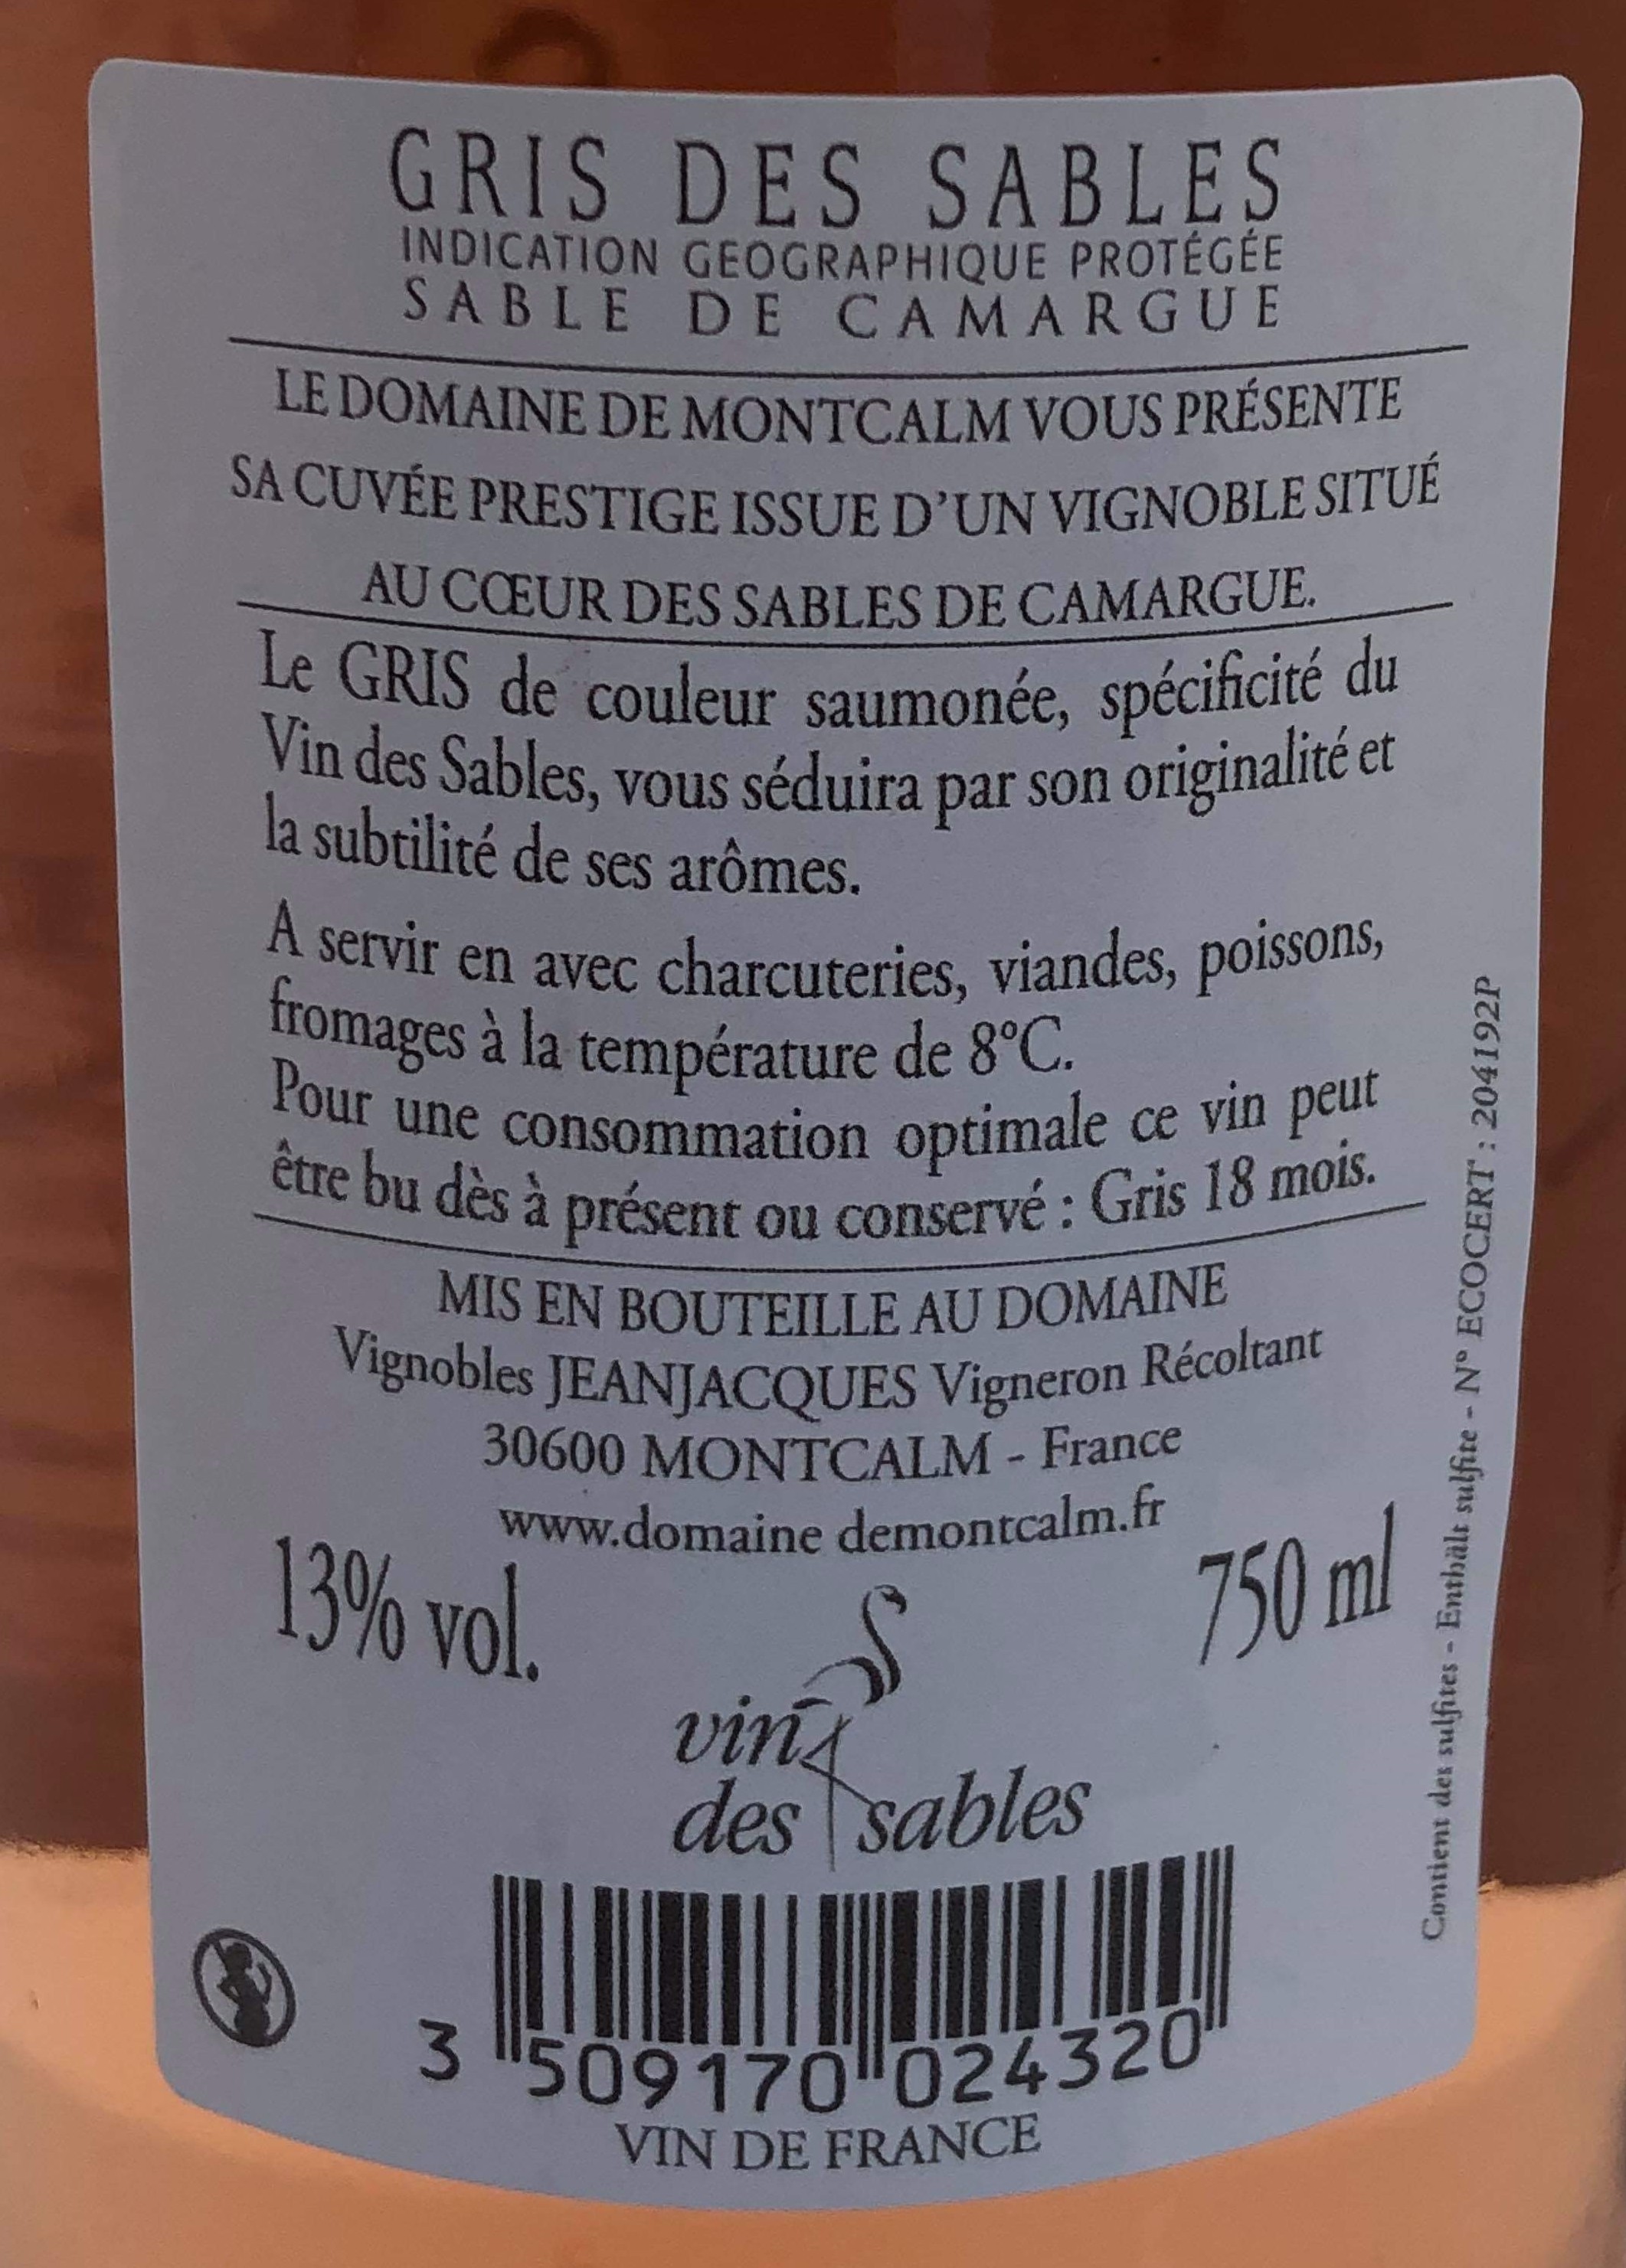 GRIS DES SABLES
INDICATION GEOGRAPHIQUE PROTÉGÉE
SABLE DE CAMARGUE
LE DOMAINE DE MONTCALM VOUS PRÉSENTE
SA CUVÉE PRESTIGE ISSUE D'UN VIGNOBLE SITUÉ
AU CŒUR DES SABLES DE CAMARGUE.
Le GRIS de couleur saumonée, spécificité du
Vin des Sables, vous séduira par son originalité et
la subtilité de ses arômes.
A servir en avec charcuteries, viandes, poissons,
fromages à la température de 8°C.
Pour une consommation optimale ce vin peut
être bu dès à présent ou conservé : Gris 18 mois.
MIS EN BOUTEILLE AU DOMAINE
Vignobles JEANJACQUES Vigneron Récoltant
30600 MONTCALM - France
www.domaine demontcalm.fr
13% vol.
750 ml
vin
des sables
3 509170 024320
VIN DE FRANCE
Contient des sulfites - Enthält sulfite - N° ECOCERT : 204192P